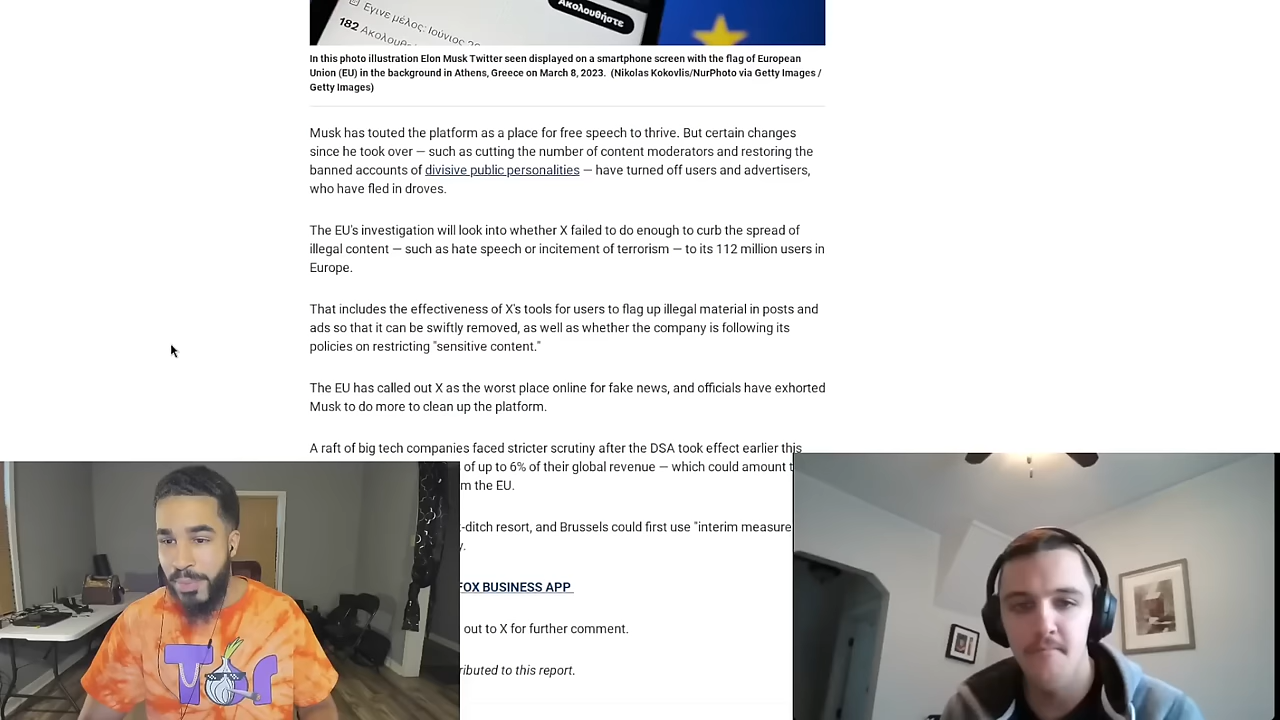 Ακολουθήστε
Έγινε μέλος: Ιούνιος 20
182 Ακολουθ
In this photo illustration Elon Musk Twitter seen displayed on a smartphone screen with the flag of European
Union (EU) in the background in Athens, Greece on March 8, 2023. (Nikolas Kokovlis/NurPhoto via Getty Images /
Getty Images)
Musk has touted the platform as a place for free speech to thrive. But certain changes
since he took over — such as cutting the number of content moderators and restoring the
banned accounts of divisive public personalities — have turned off users and advertisers,
who have fled in droves.
The EU's investigation will look into whether X failed to do enough to curb the spread of
illegal content — such as hate speech or incitement of terrorism — to its 112 million users in
Europe.
That includes the effectiveness of X's tools for users to flag up illegal material in posts and
ads so that it can be swiftly removed, as well as whether the company is following its
policies on restricting "sensitive content."
The EU has called out X as the worst place online for fake news, and officials have exhorted
Musk to do more to clean up the platform.
A raft of big tech companies faced stricter scrutiny after the DSA took effect earlier this
of up to 6% of their global revenue — which could amount t
m the EU.
-ditch resort, and Brussels could first use "interim measure
y.
FOX BUSINESS APP
out to X for further comment.
ributed to this report.
Tor